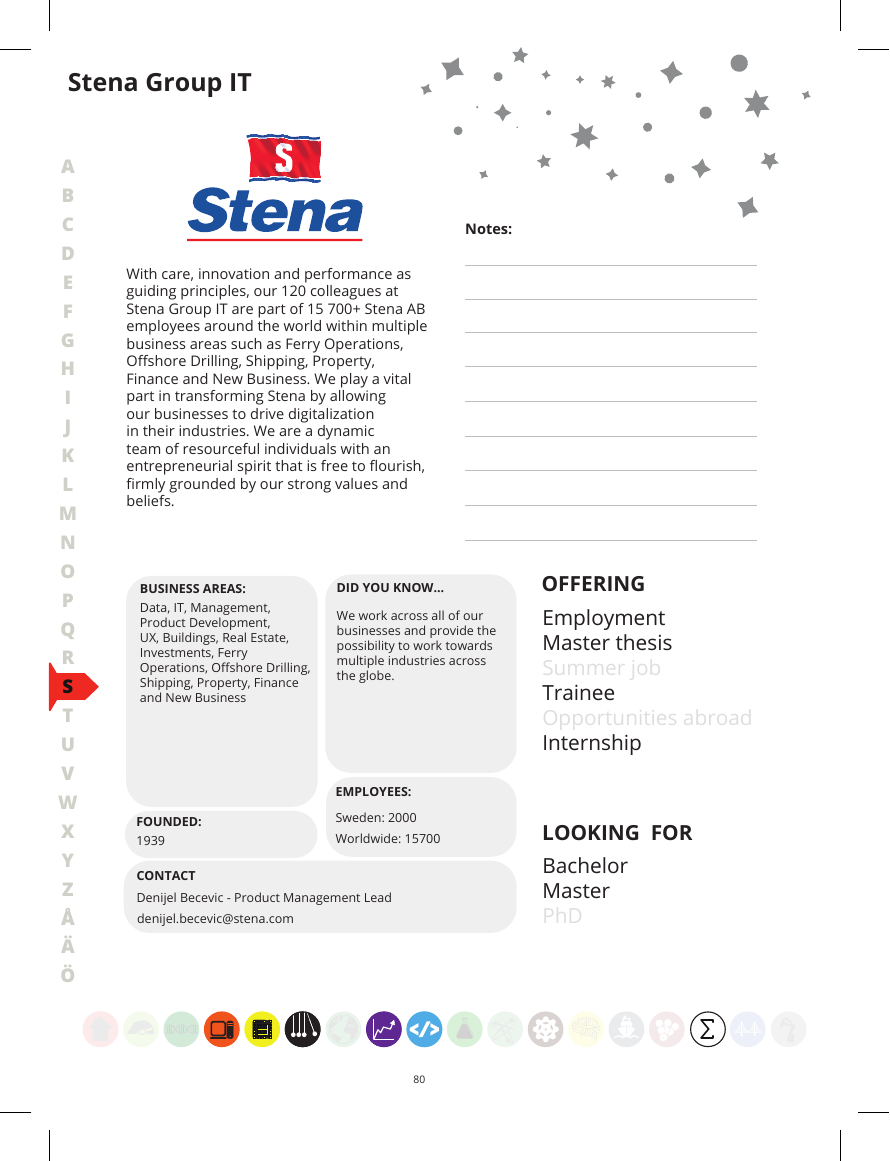 Stena Group IT
S
Stena
A
B
C
D
E
F
G
H
I
J
K
L
M
N
O
P
Q
R
S
T
U
V
W
X
Y
Z
Å
Ä
Ö
With care, innovation and performance as
guiding principles, our 120 colleagues at
Stena Group IT are part of 15 700+ Stena AB
employees around the world within multiple
business areas such as Ferry Operations,
Offshore Drilling, Shipping, Property,
Finance and New Business. We play a vital
part in transforming Stena by allowing
our businesses to drive digitalization
in their industries. We are a dynamic
team of resourceful individuals with an
entrepreneurial spirit that is free to flourish,
firmly grounded by our strong values and
beliefs.
Notes:
BUSINESS AREAS:
Data, IT, Management,
Product Development,
UX, Buildings, Real Estate,
Investments, Ferry
Operations, Offshore Drilling,
Shipping, Property, Finance
and New Business
DID YOU KNOW...
We work across all of our
businesses and provide the
possibility to work towards
multiple industries across
the globe.
FOUNDED:
1939
EMPLOYEES:
Sweden: 2000
Worldwide: 15700
CONTACT
Denijel Becevic - Product Management Lead
denijel.becevic@stena.com
OFFERING
Employment
Master thesis
Summer job
Trainee
Opportunities abroad
Internship
LOOKING FOR
Bachelor
Master
PhD
</> Σ
80